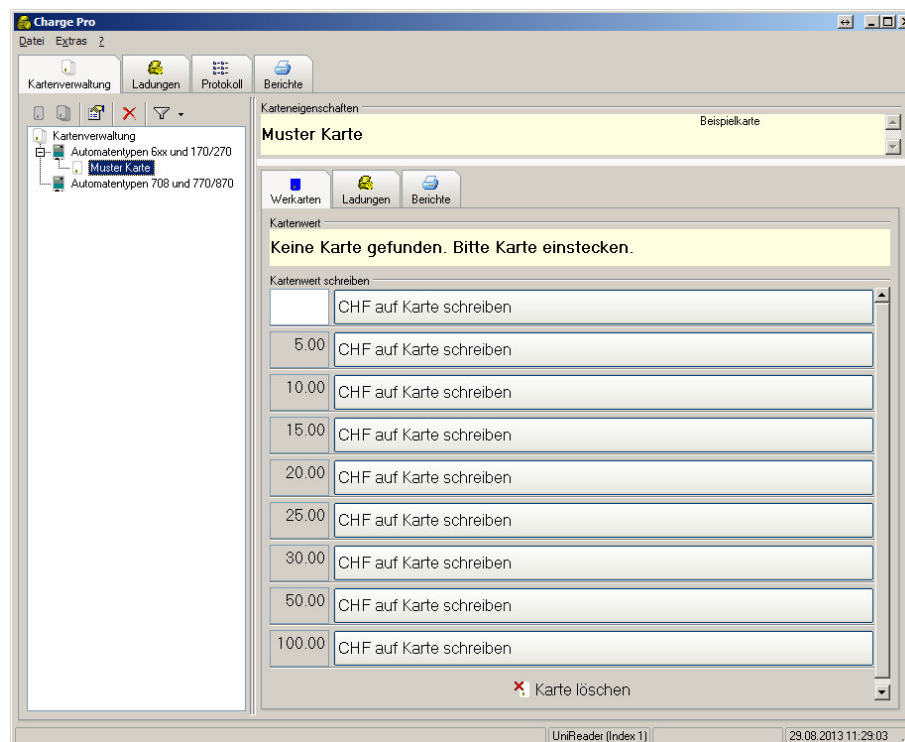 Charge Pro
Datei Extras ?
Kartenverwaltung Ladungen Protokoll Berichte
Kartenverwaltung
Automatentypen 6xx und 170/270
Muster Karte
Automatentypen 708 und 770/870
Karteneigenschaften
Muster Karte Beispielkarte
Werkarten Ladungen Berichte
Kartenwert
Keine Karte gefunden. Bitte Karte einstecken.
Kartenwert schreiben
CHF auf Karte schreiben
5.00 CHF auf Karte schreiben
10.00 CHF auf Karte schreiben
15.00 CHF auf Karte schreiben
20.00 CHF auf Karte schreiben
25.00 CHF auf Karte schreiben
30.00 CHF auf Karte schreiben
50.00 CHF auf Karte schreiben
100.00 CHF auf Karte schreiben
Karte löschen
UniReader (Index 1) 29.08.2013 11:29:03